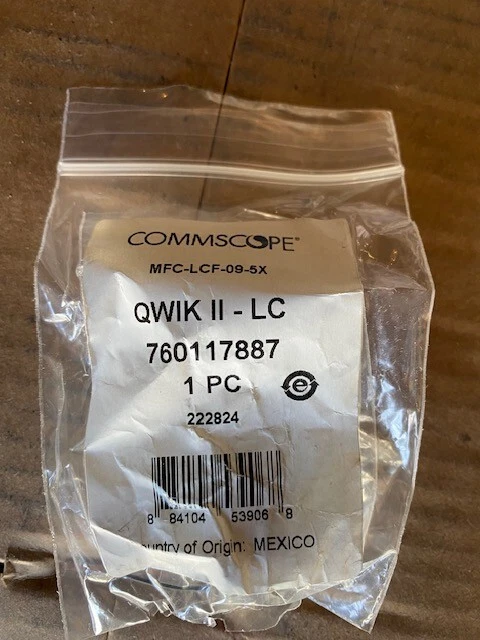 COMMSCOPE®
MFC-LCF-09-5X
QWIK II - LC
760117887
1 PC e
222824
8 84104 53906 8
of Origin: MEXICO